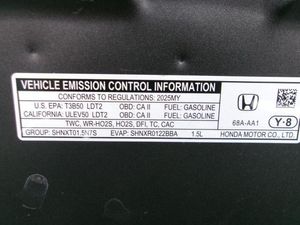 VEHICLE EMISSION CONTROL INFORMATION
CONFORMS TO REGULATIONS: 2025MY
U.S. EPA: T3B50 LDT2 OBD: CA II FUEL: GASOLINE
CALIFORNIA: ULEV50 LDT2 OBD: CA II FUEL: GASOLINE
TWC, WR-HO2S, HO2S, DFI, TC, CAC
GROUP: SHNXT01.5N7S EVAP: SHNXR0122BBA 1.5L
68A-AA1 Y-8
HONDA MOTOR CO., LTD.